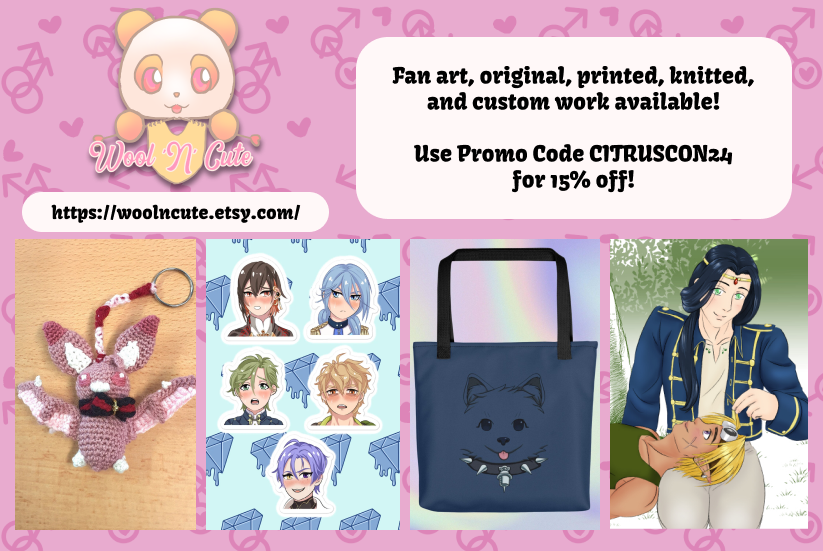 Wool 'N' Cute
https://woolncute.etsy.com/
Fan art, original, printed, knitted,
and custom work available!
Use Promo Code CITRUSCON24
for 15% off!